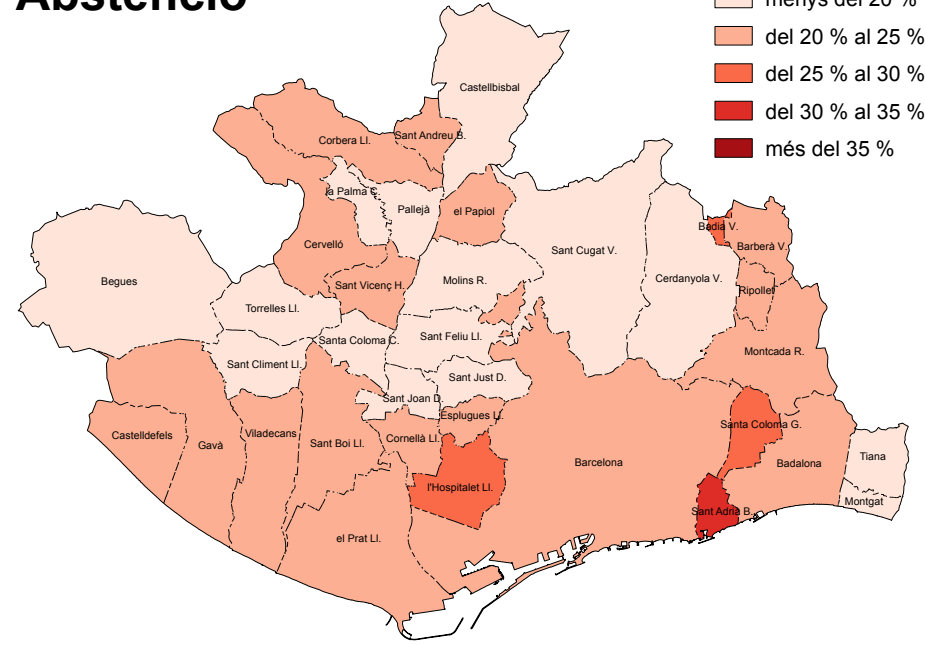 Abstenció
menys del 20 %
del 20 % al 25 %
del 25 % al 30 %
del 30 % al 35 %
més del 35 %
Castellbisbal
Corbera Ll.
Sant Andreu B.
la Palma C.
Pallejà
el Papiol
Badia V.
Barberà V.
Cervelló
Sant Cugat V.
Begues
Sant Vicenç H.
Molins R.
Cerdanyola V.
Ripollet
Torrelles Ll.
Santa Coloma C.
Sant Feliu Ll.
Montcada R.
Sant Climent Ll.
Sant Just D.
Sant Joan D.
Esplugues Ll.
Santa Coloma G.
Castelldefels
Gavà
Viladecans
Sant Boi Ll.
Cornellà Ll.
Barcelona
Badalona
Tiana
l'Hospitalet Ll.
Montgat
Sant Adrià B.
el Prat Ll.